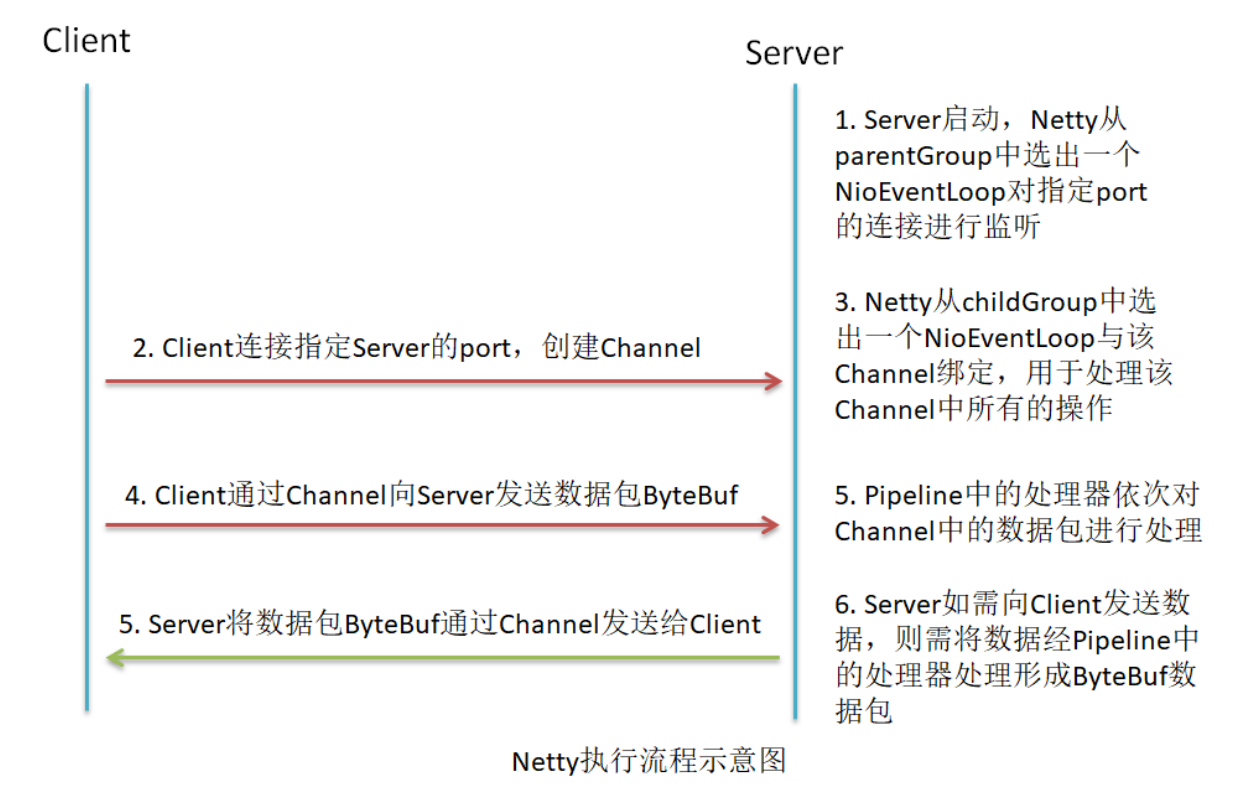 Client
Server
1. Server启动，Netty从
parentGroup中选出一个
NioEventLoop对指定port
的连接进行监听
2. Client连接指定Server的port，创建Channel
3. Netty从childGroup中选
出一个NioEventLoop与该
Channel绑定，用于处理该
Channel中所有的操作
4. Client通过Channel向Server发送数据包ByteBuf
5. Pipeline中的处理器依次对
Channel中的数据包进行处理
5. Server将数据包ByteBuf通过Channel发送给Client
6. Server如需向Client发送数
据，则需将数据经Pipeline中
的处理器处理形成ByteBuf数
据包
Netty执行流程示意图